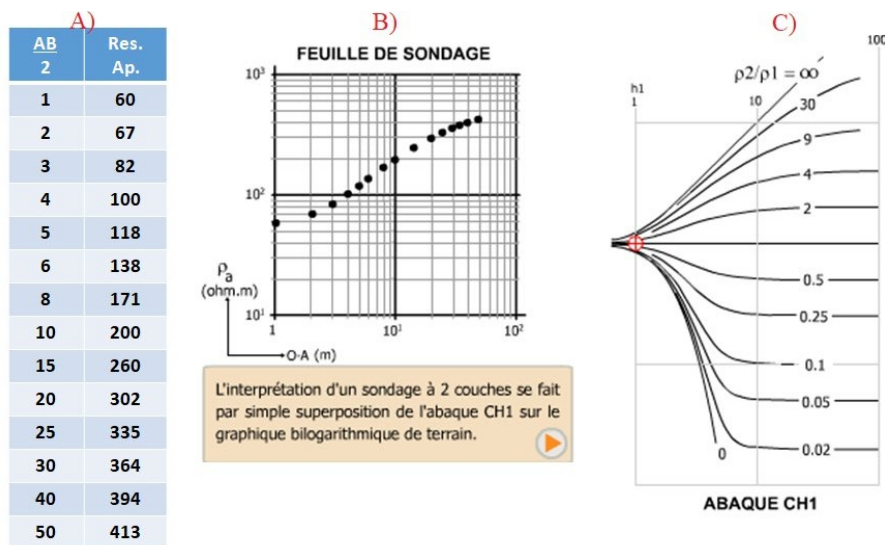 A)
AB Res.
2 Ap.
1 60
2 67
3 82
4 100
5 118
6 138
8 171
10 200
15 260
20 302
25 335
30 364
40 394
50 413
B)
FEUILLE DE SONDAGE
10³
10²
ρa
(ohm.m)
10¹
1 10¹ 10²
O-A (m)
L'interprétation d'un sondage à 2 couches se fait
par simple superposition de l'abaque CH1 sur le
graphique bilogarithmique de terrain.
C)
100
ρ2/ρ1 = ∞
h1
1 10
30
9
4
2
0.5
0.25
0.1
0.05
0.02
0
ABAQUE CH1